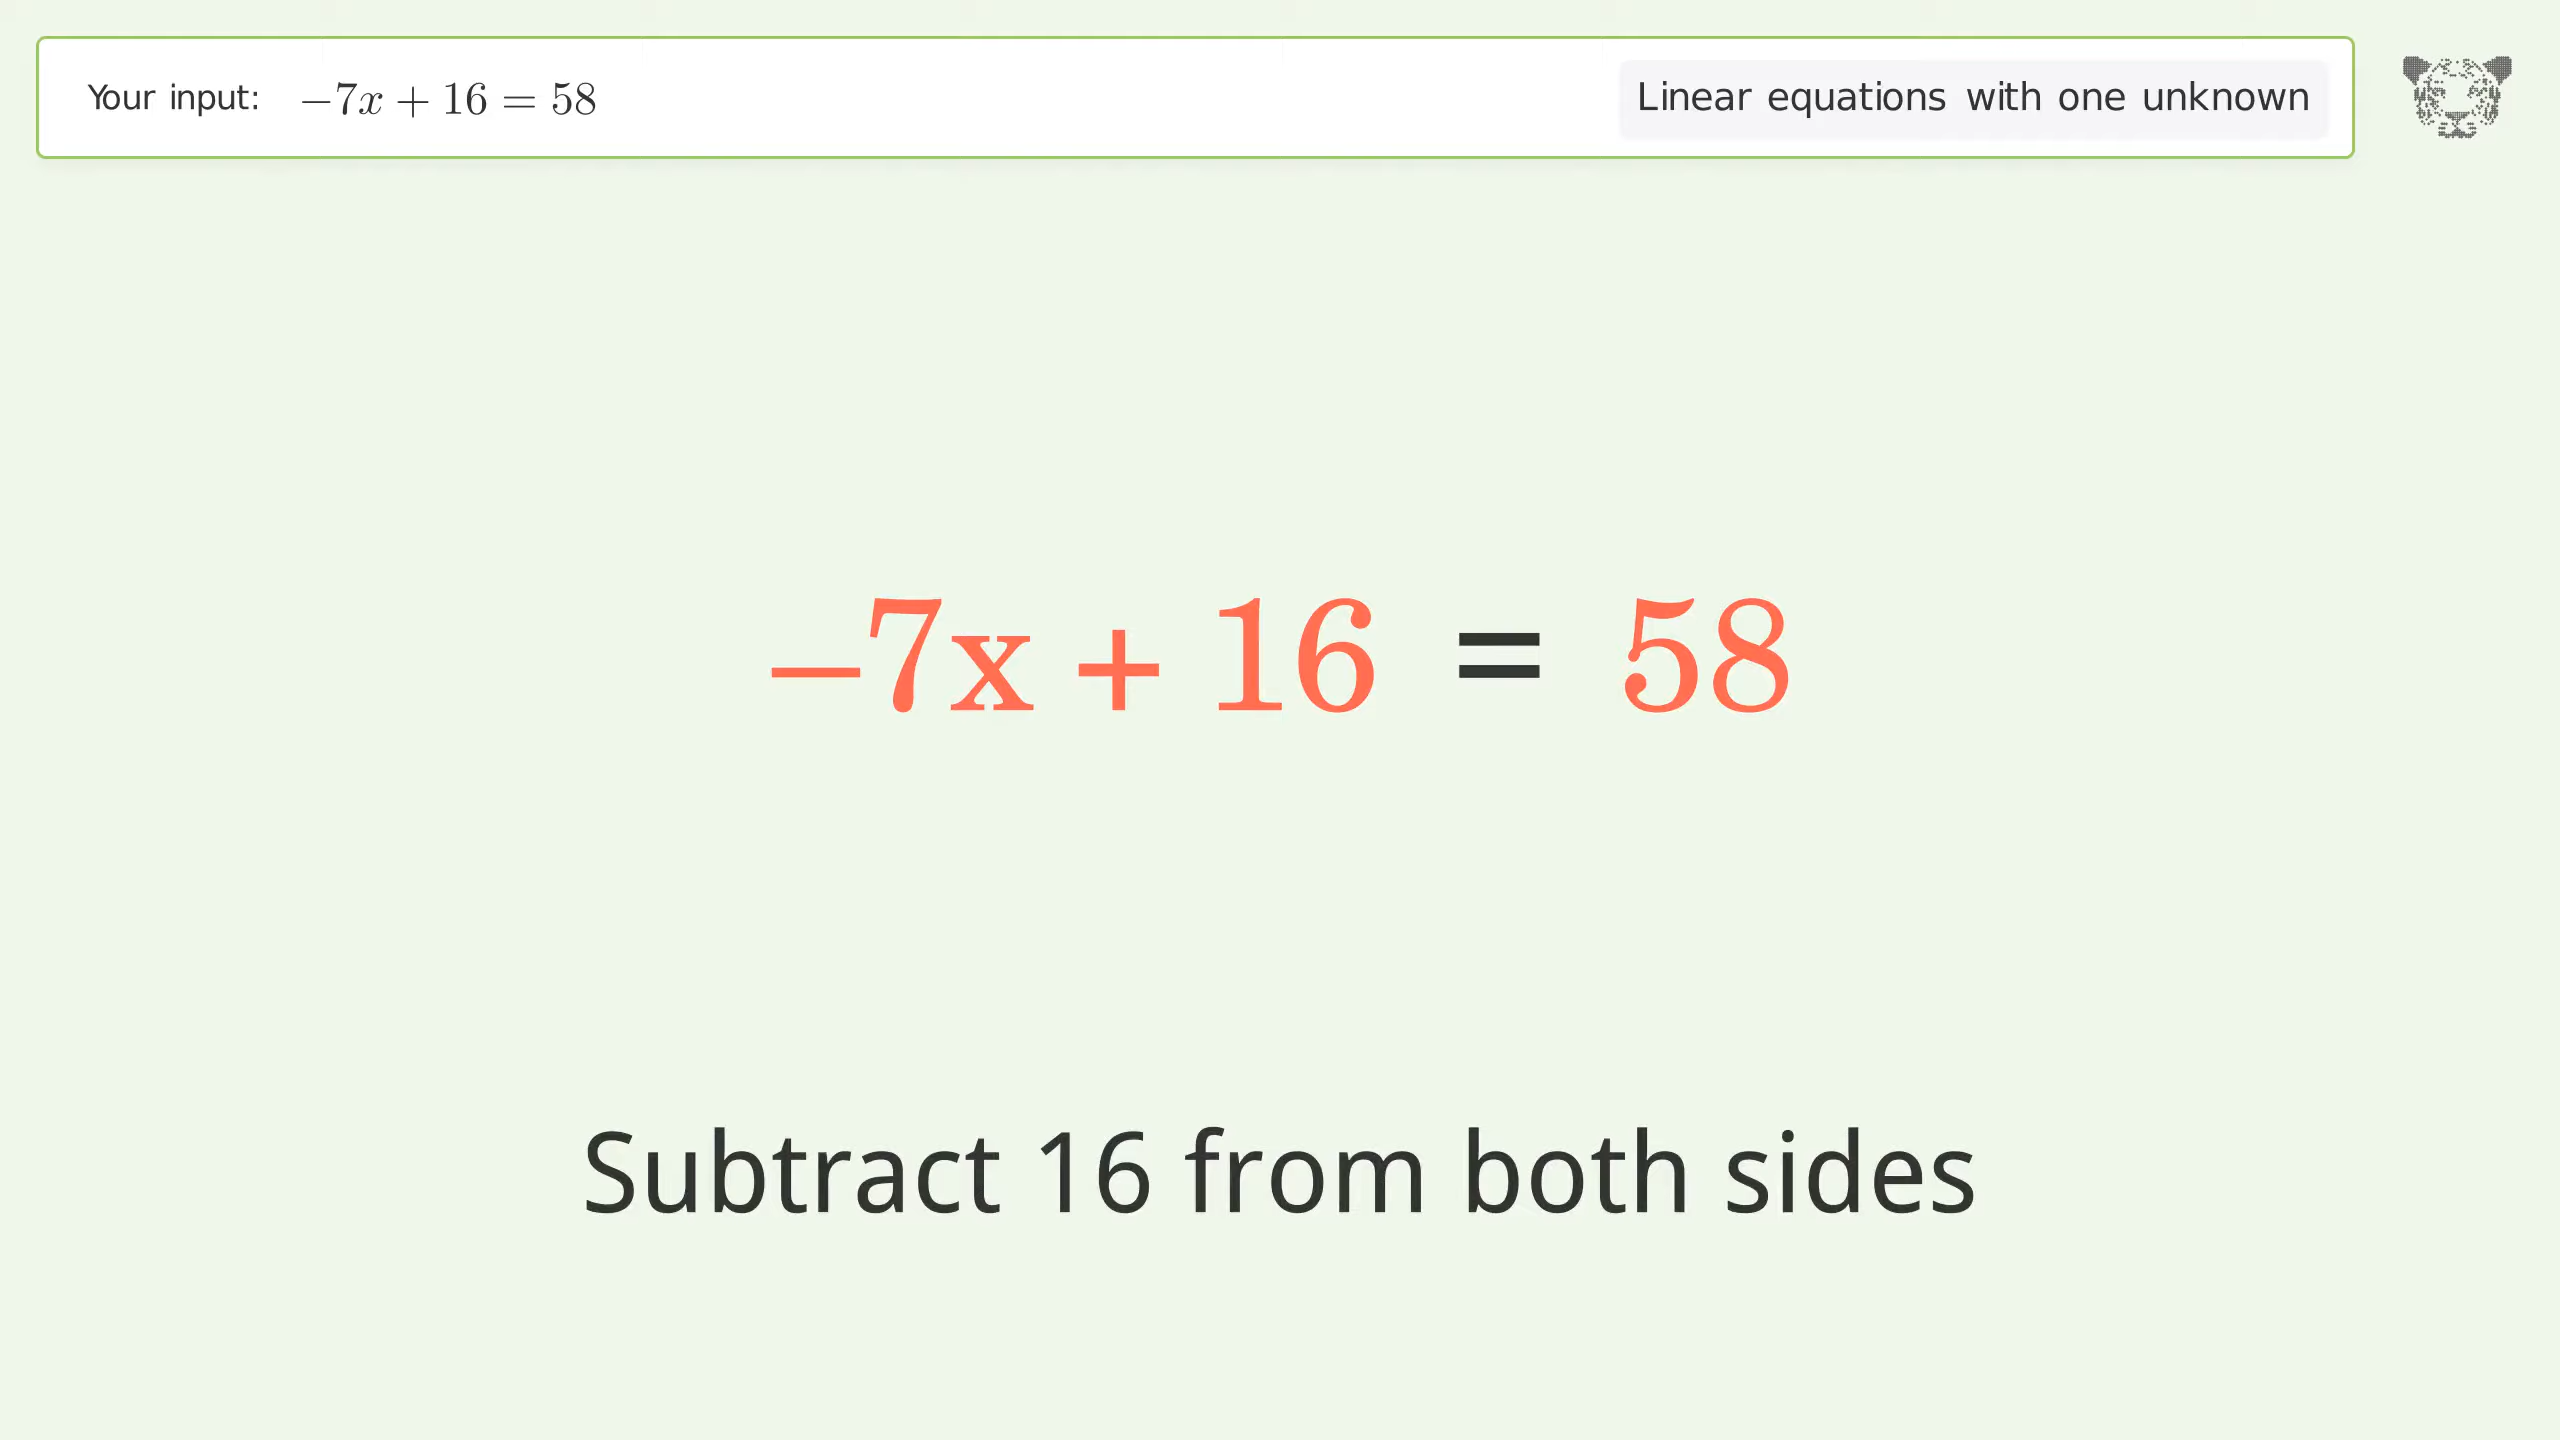 Your input: −7x + 16 = 58 Linear equations with one unknown
−7x + 16 = 58
Subtract 16 from both sides